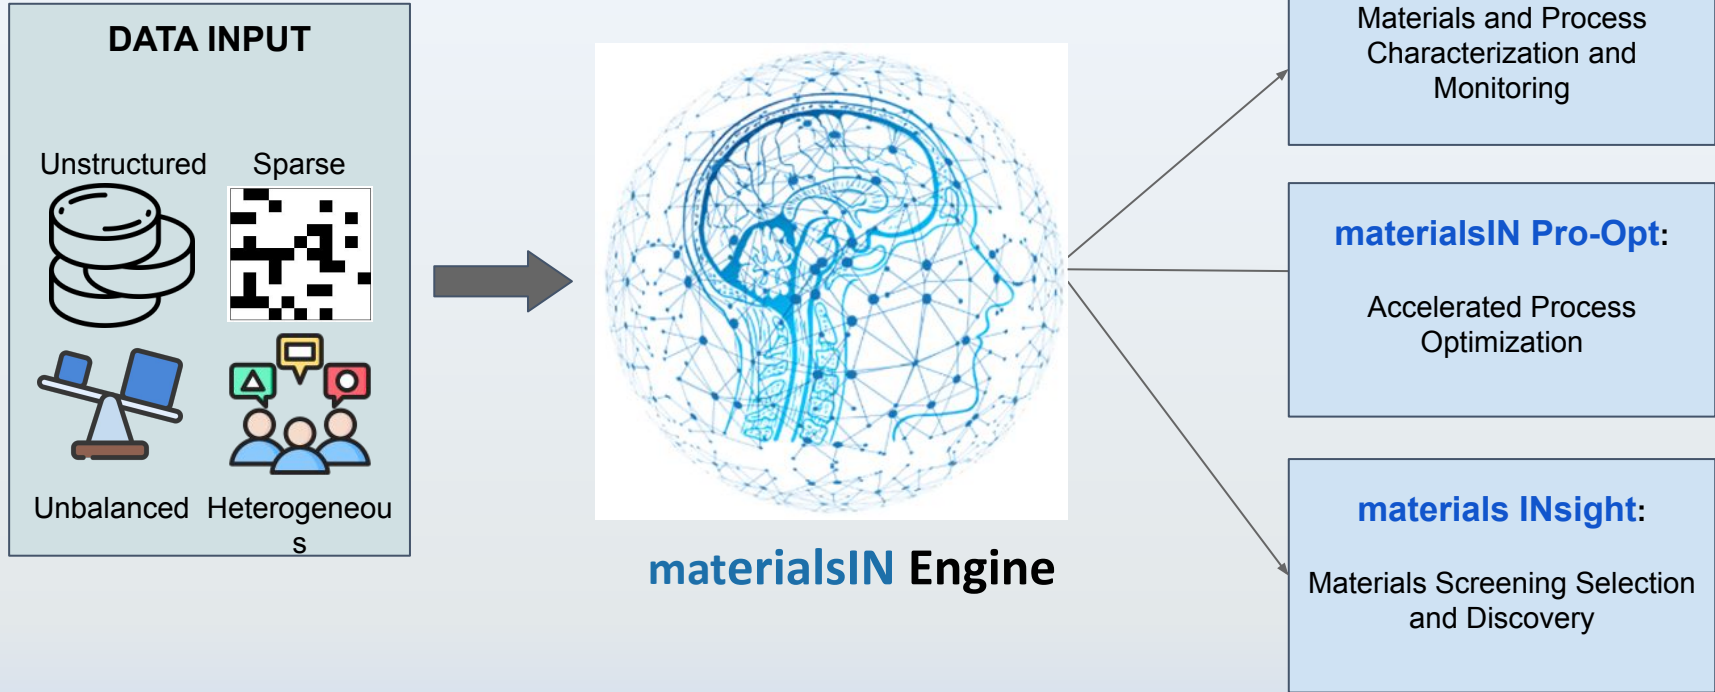 DATA INPUT
Unstructured
Sparse
Unbalanced
Heterogeneou
s
materialsIN Engine
Materials and Process
Characterization and
Monitoring
materialsIN Pro-Opt:
Accelerated Process
Optimization
materials INsight:
Materials Screening Selection
and Discovery